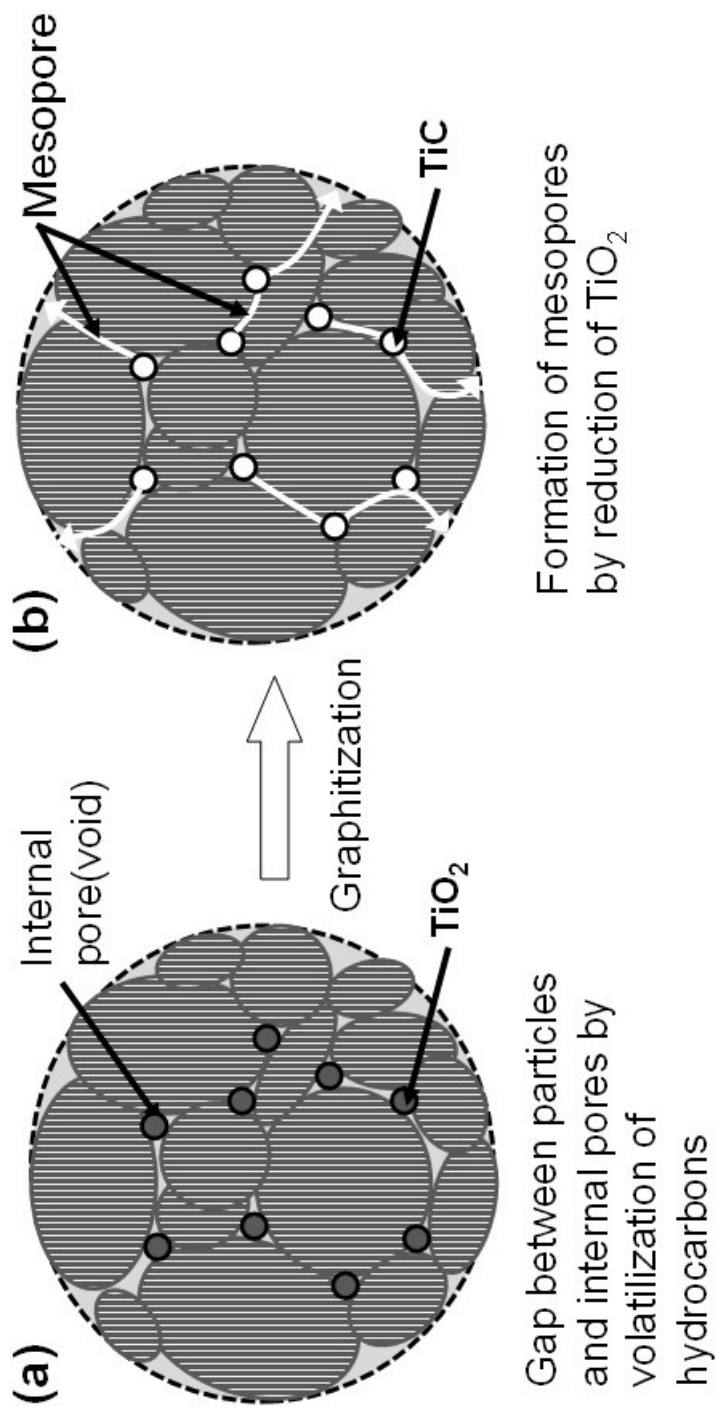 (a)
Internal
pore(void)
TiO₂
Gap between particles
and internal pores by
volatilization of
hydrocarbons
Graphitization
(b)
Mesopore
TiC
Formation of mesopores
by reduction of TiO₂